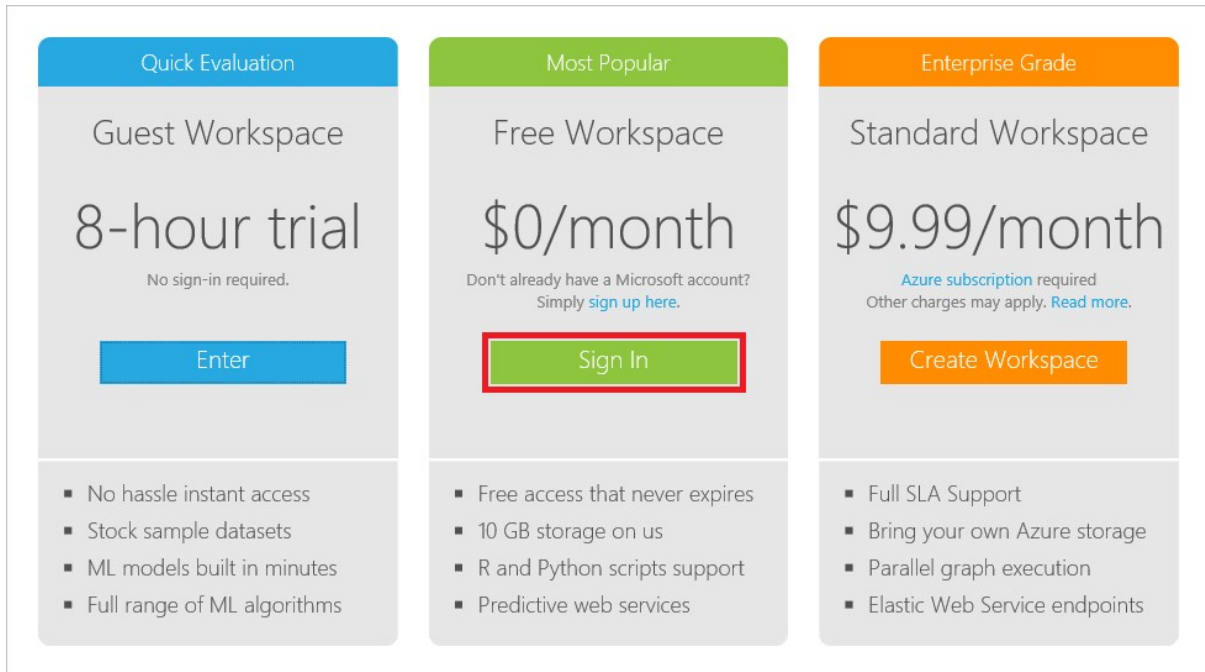 Quick Evaluation
Guest Workspace
8-hour trial
No sign-in required.
Enter
▪ No hassle instant access
▪ Stock sample datasets
▪ ML models built in minutes
▪ Full range of ML algorithms
Most Popular
Free Workspace
$0/month
Don't already have a Microsoft account?
Simply sign up here.
Sign In
▪ Free access that never expires
▪ 10 GB storage on us
▪ R and Python scripts support
▪ Predictive web services
Enterprise Grade
Standard Workspace
$9.99/month
Azure subscription required
Other charges may apply. Read more.
Create Workspace
▪ Full SLA Support
▪ Bring your own Azure storage
▪ Parallel graph execution
▪ Elastic Web Service endpoints